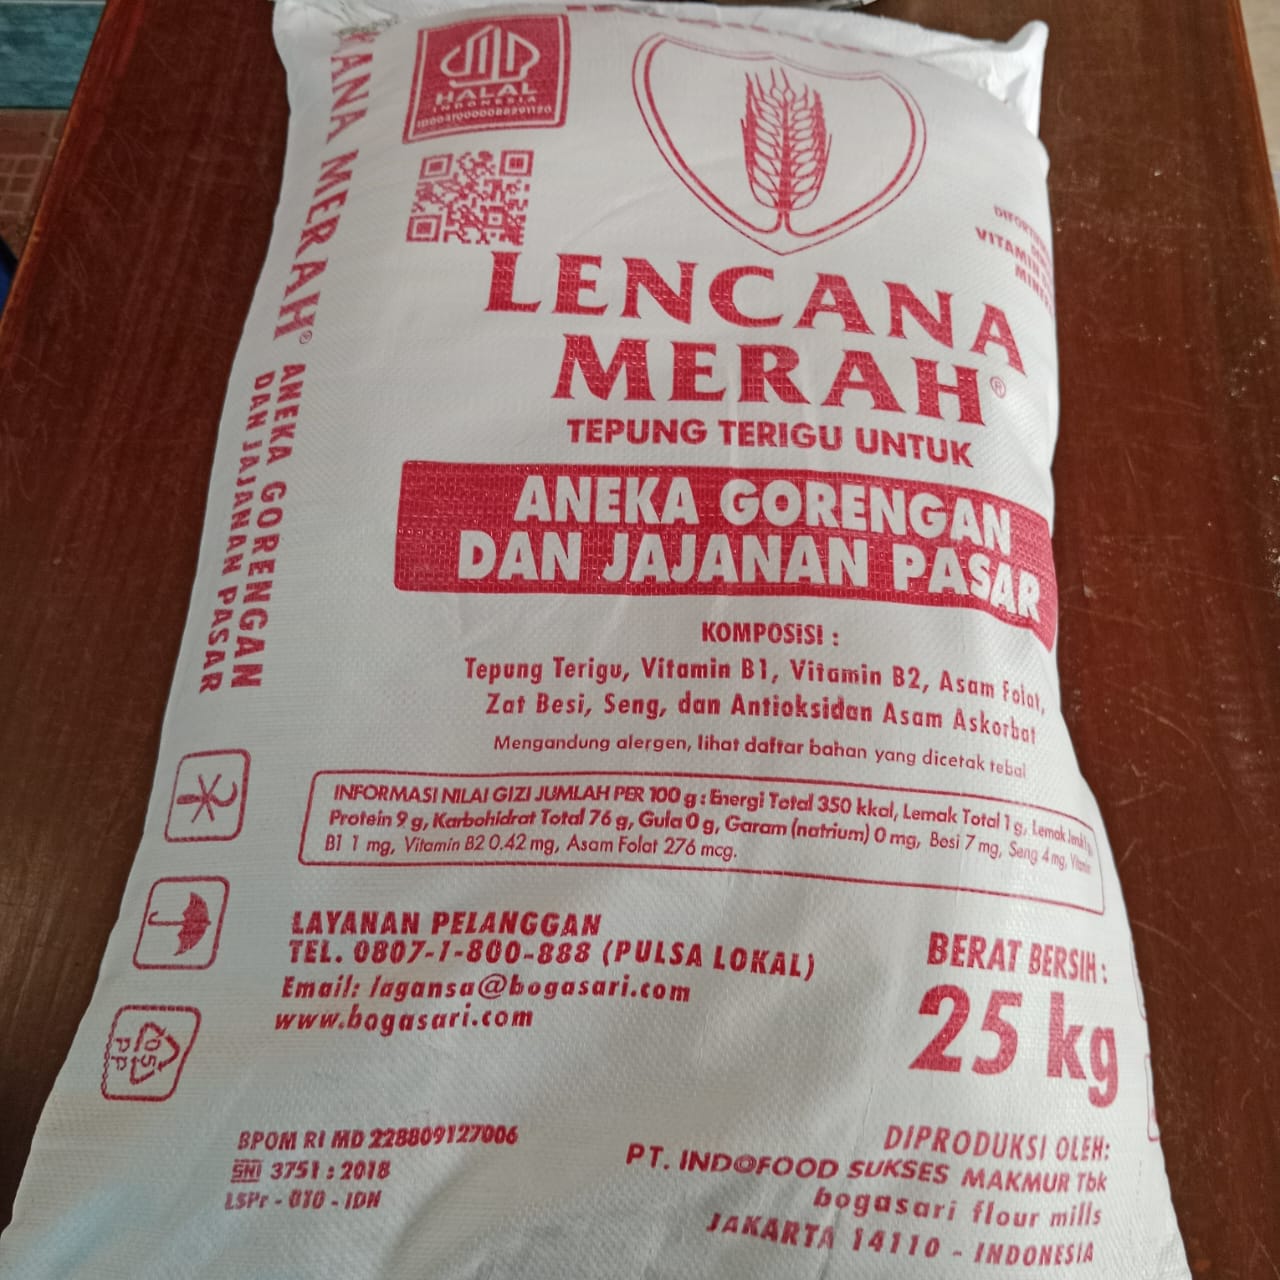 HALAL
INDONESIA
ID00410000088291120
LENCANA
MERAH®
TEPUNG TERIGU UNTUK
ANEKA GORENGAN
DAN JAJANAN PASAR
KOMPOSISI :
Tepung Terigu, Vitamin B1, Vitamin B2, Asam Folat,
Zat Besi, Seng, dan Antioksidan Asam Askorbat
Mengandung alergen, lihat daftar bahan yang dicetak tebal
INFORMASI NILAI GIZI JUMLAH PER 100 g : Energi Total 350 kkal, Lemak Total 1 g, Lemak
Protein 9 g, Karbohidrat Total 76 g, Gula 0 g, Garam (natrium) 0 mg, Besi 7 mg, Seng 4 mg, Vitamin
B1 1 mg, Vitamin B2 0.42 mg, Asam Folat 276 mcg.
LAYANAN PELANGGAN
TEL. 0807-1-800-888 (PULSA LOKAL)
Email: lagansa@bogasari.com
www.bogasari.com
BERAT BERSIH :
25 kg
BPOM RI MD 228809127006
SNI 3751 : 2018
LSPr - 010 - IDN
DIPRODUKSI OLEH:
PT. INDOFOOD SUKSES MAKMUR Tbk
bogasari flour mills
JAKARTA 14110 - INDONESIA
MERAH®
ANEKA GORENGAN
DAN JAJANAN PASAR
05
PP